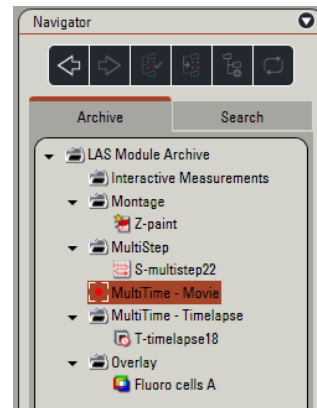 Navigator
Archive Search
LAS Module Archive
Interactive Measurements
Montage
Z-paint
MultiStep
S-multistep22
MultiTime - Movie
MultiTime - Timelapse
T-timelapse18
Overlay
Fluoro cells A